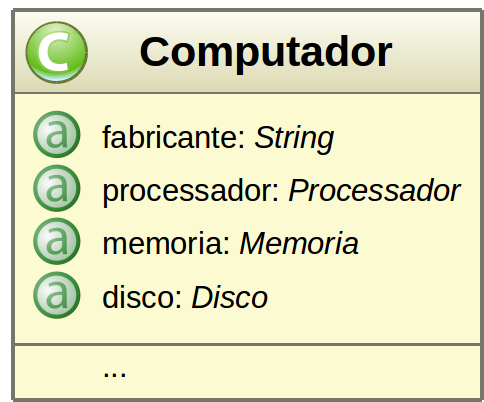 C Computador
a fabricante: String
a processador: Processador
a memoria: Memoria
a disco: Disco
...